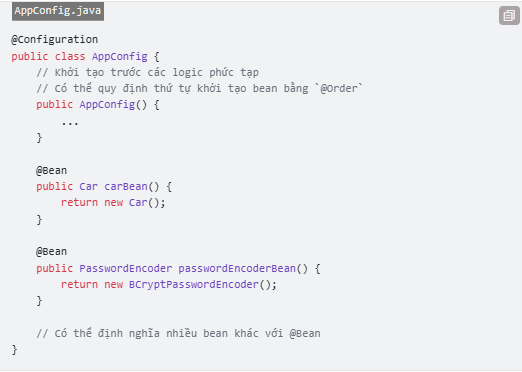 AppConfig.java
@Configuration
public class AppConfig {
    // Khởi tạo trước các logic phức tạp
    // Có thể quy định thứ tự khởi tạo bean bằng `@Order`
    public AppConfig() {
        ...
    }

    @Bean
    public Car carBean() {
        return new Car();
    }

    @Bean
    public PasswordEncoder passwordEncoderBean() {
        return new BCryptPasswordEncoder();
    }

    // Có thể định nghĩa nhiều bean khác với @Bean
}